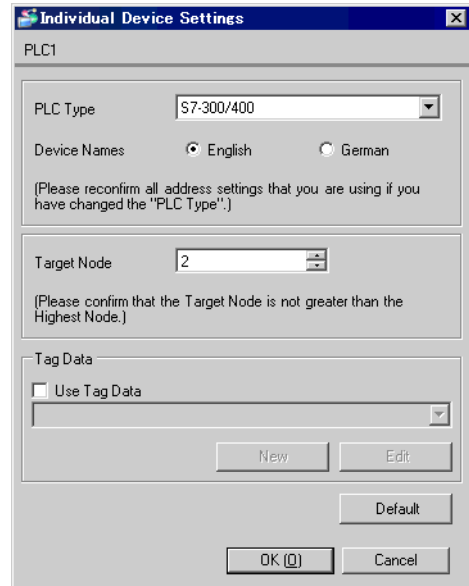 Individual Device Settings
PLC1
PLC Type
S7-300/400
Device Names
English
German
(Please reconfirm all address settings that you are using if you
have changed the "PLC Type".)
Target Node
2
(Please confirm that the Target Node is not greater than the
Highest Node.)
Tag Data
Use Tag Data
New
Edit
Default
OK (O)
Cancel